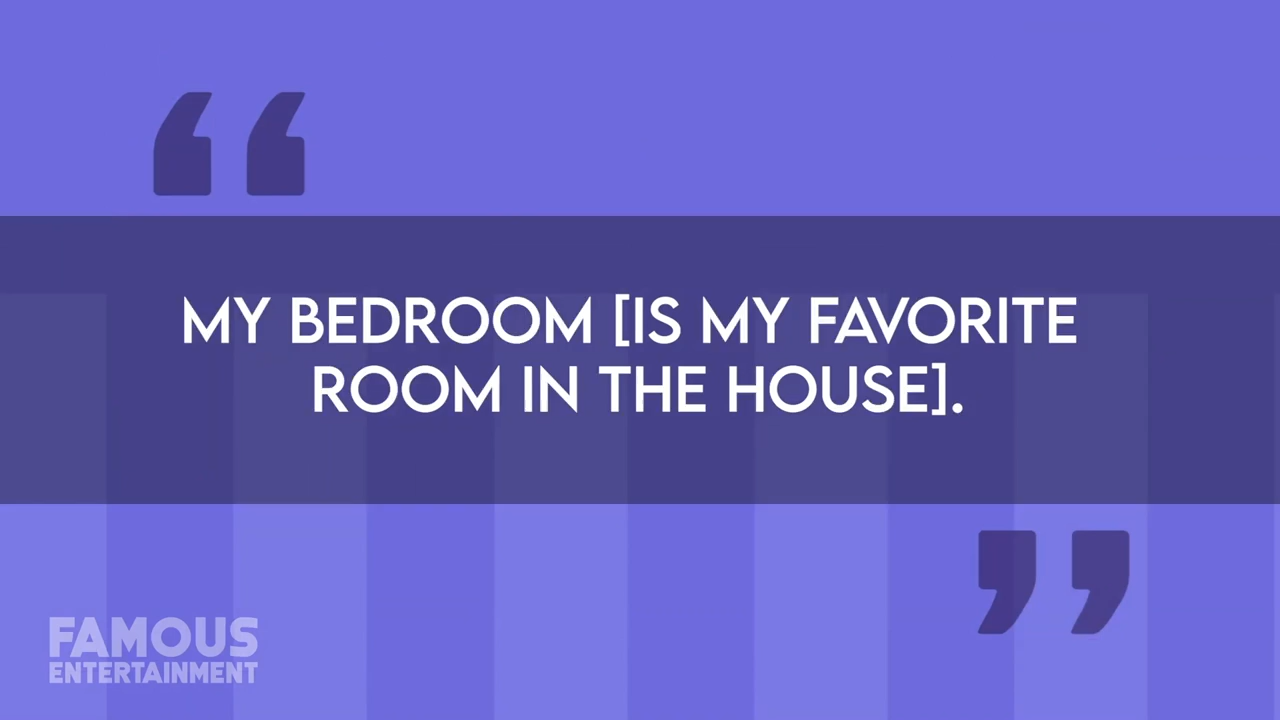 “
MY BEDROOM [IS MY FAVORITE
ROOM IN THE HOUSE].
”
FAMOUS
ENTERTAINMENT